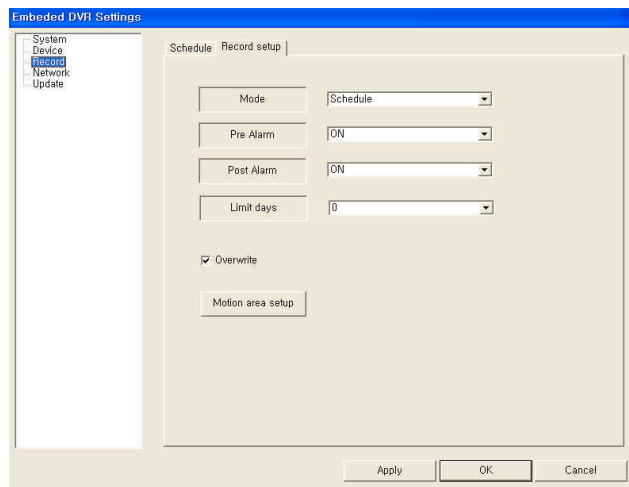 Embeded DVR Settings
System
Device
Record
Network
Update
Schedule
Record setup
Mode
Schedule
Pre Alarm
ON
Post Alarm
ON
Limit days
0
Overwrite
Motion area setup
Apply
OK
Cancel